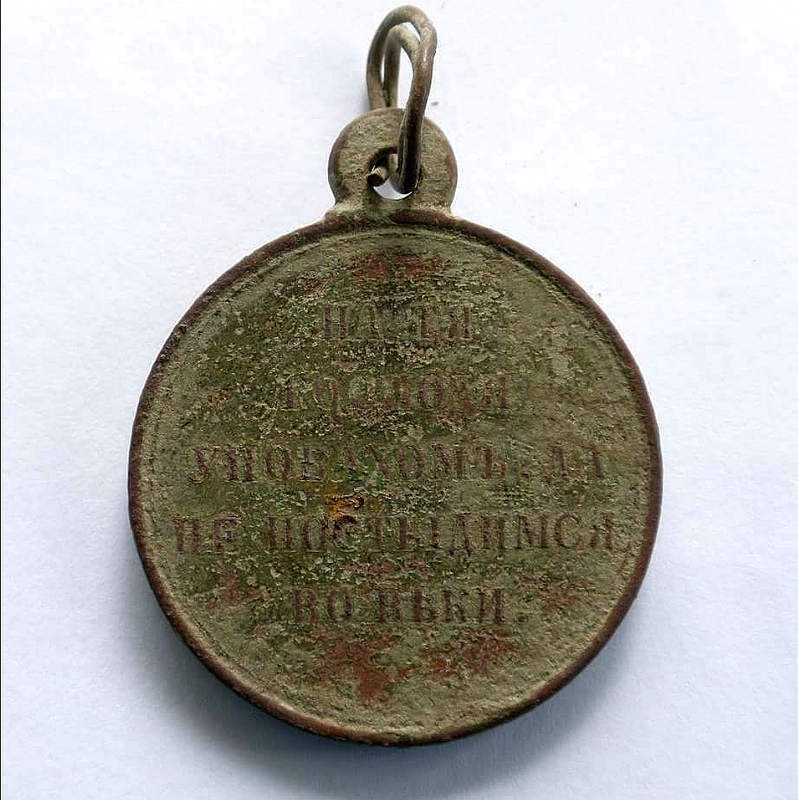 НА ТЯ
ГОСПОДИ
УПОВАХОМЪ, ДА
НЕ ПОСТЫДИМСЯ
ВО ВѢКИ.